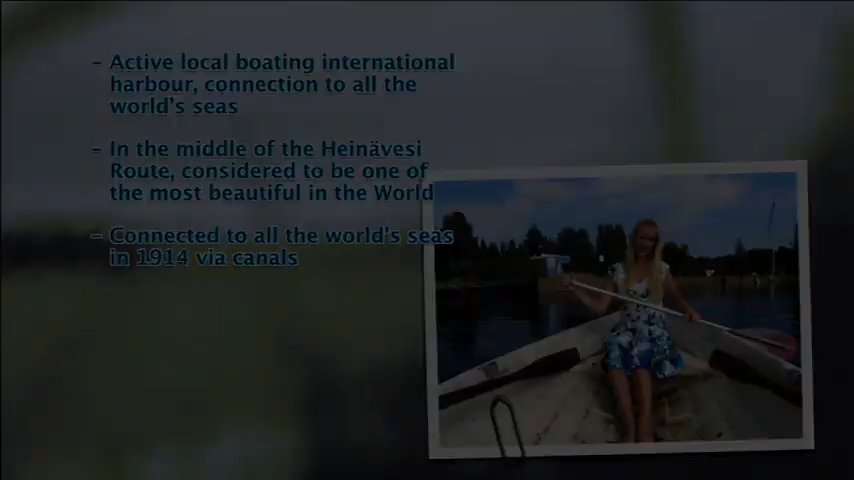 - Active local boating international
harbour, connection to all the
world's seas
- In the middle of the Heinävesi
Route, considered to be one of
the most beautiful in the World
- Connected to all the world's seas
in 1914 via canals